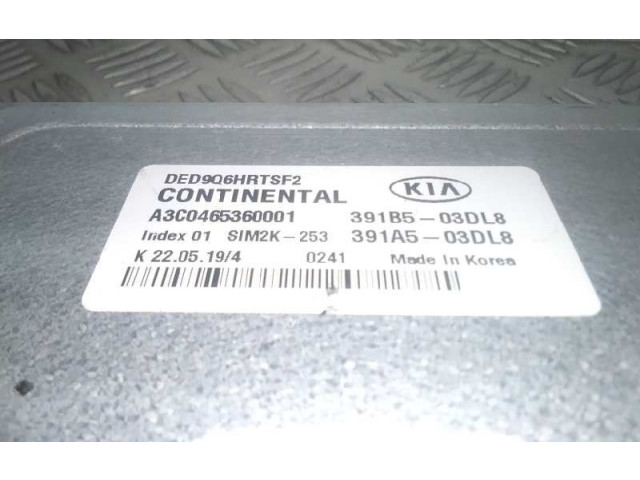 DED9Q6HRTSF2
CONTINENTAL
KIA
A3C0465360001 391B5-03DL8
Index 01 SIM2K-253 391A5-03DL8
K 22.05.19/4 0241 Made In Korea